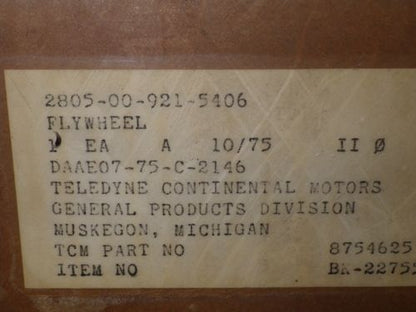 2805-00-921-5406
FLYWHEEL
1 EA A 10/75 II Ø
DAAE07-75-C-2146
TELEDYNE CONTINENTAL MOTORS
GENERAL PRODUCTS DIVISION
MUSKEGON, MICHIGAN
TCM PART NO 8754625
ITEM NO